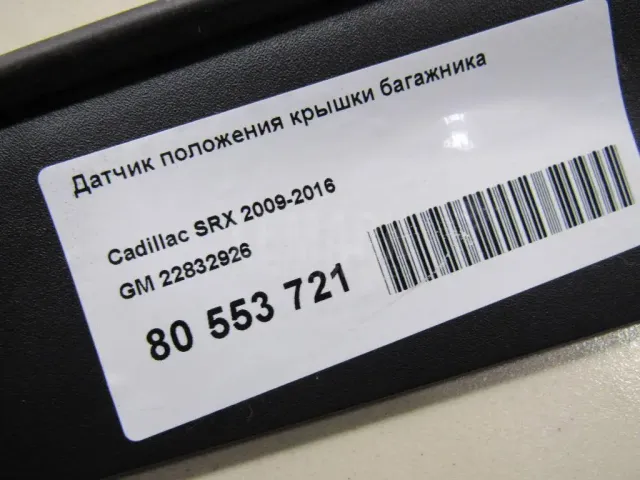 Датчик положения крышки багажника
Cadillac SRX 2009-2016
GM 22832926
80 553 721